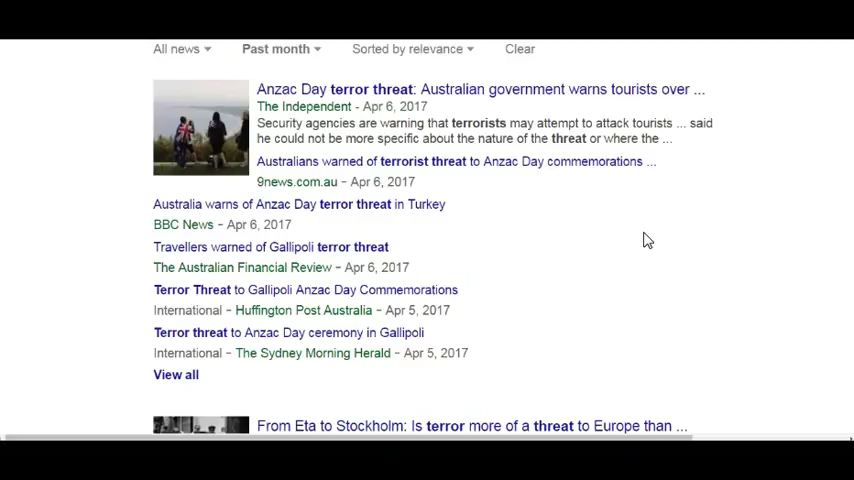 All news Past month Sorted by relevance Clear
Anzac Day terror threat: Australian government warns tourists over ...
The Independent - Apr 6, 2017
Security agencies are warning that terrorists may attempt to attack tourists ... said
he could not be more specific about the nature of the threat or where the ...
Australians warned of terrorist threat to Anzac Day commemorations ...
9news.com.au - Apr 6, 2017
Australia warns of Anzac Day terror threat in Turkey
BBC News - Apr 6, 2017
Travellers warned of Gallipoli terror threat
The Australian Financial Review - Apr 6, 2017
Terror Threat to Gallipoli Anzac Day Commemorations
International - Huffington Post Australia - Apr 5, 2017
Terror threat to Anzac Day ceremony in Gallipoli
International - The Sydney Morning Herald - Apr 5, 2017
View all
From Eta to Stockholm: Is terror more of a threat to Europe than ...